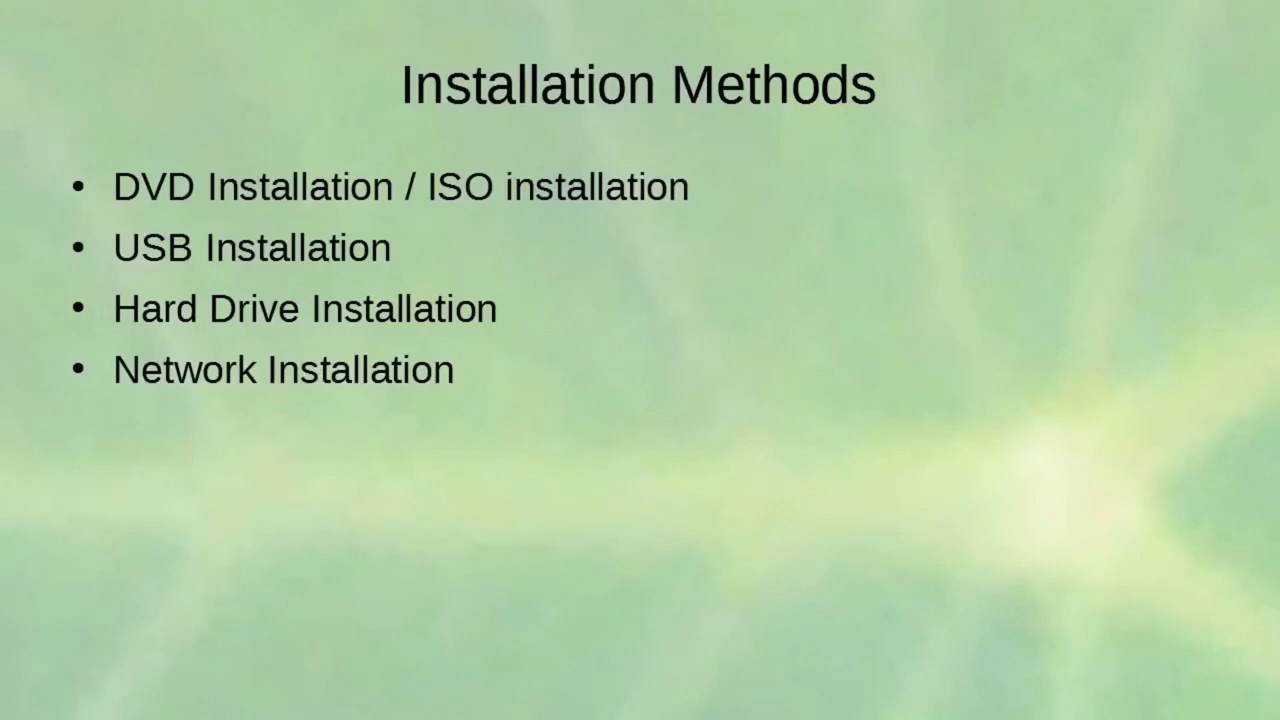 Installation Methods
• DVD Installation / ISO installation
• USB Installation
• Hard Drive Installation
• Network Installation